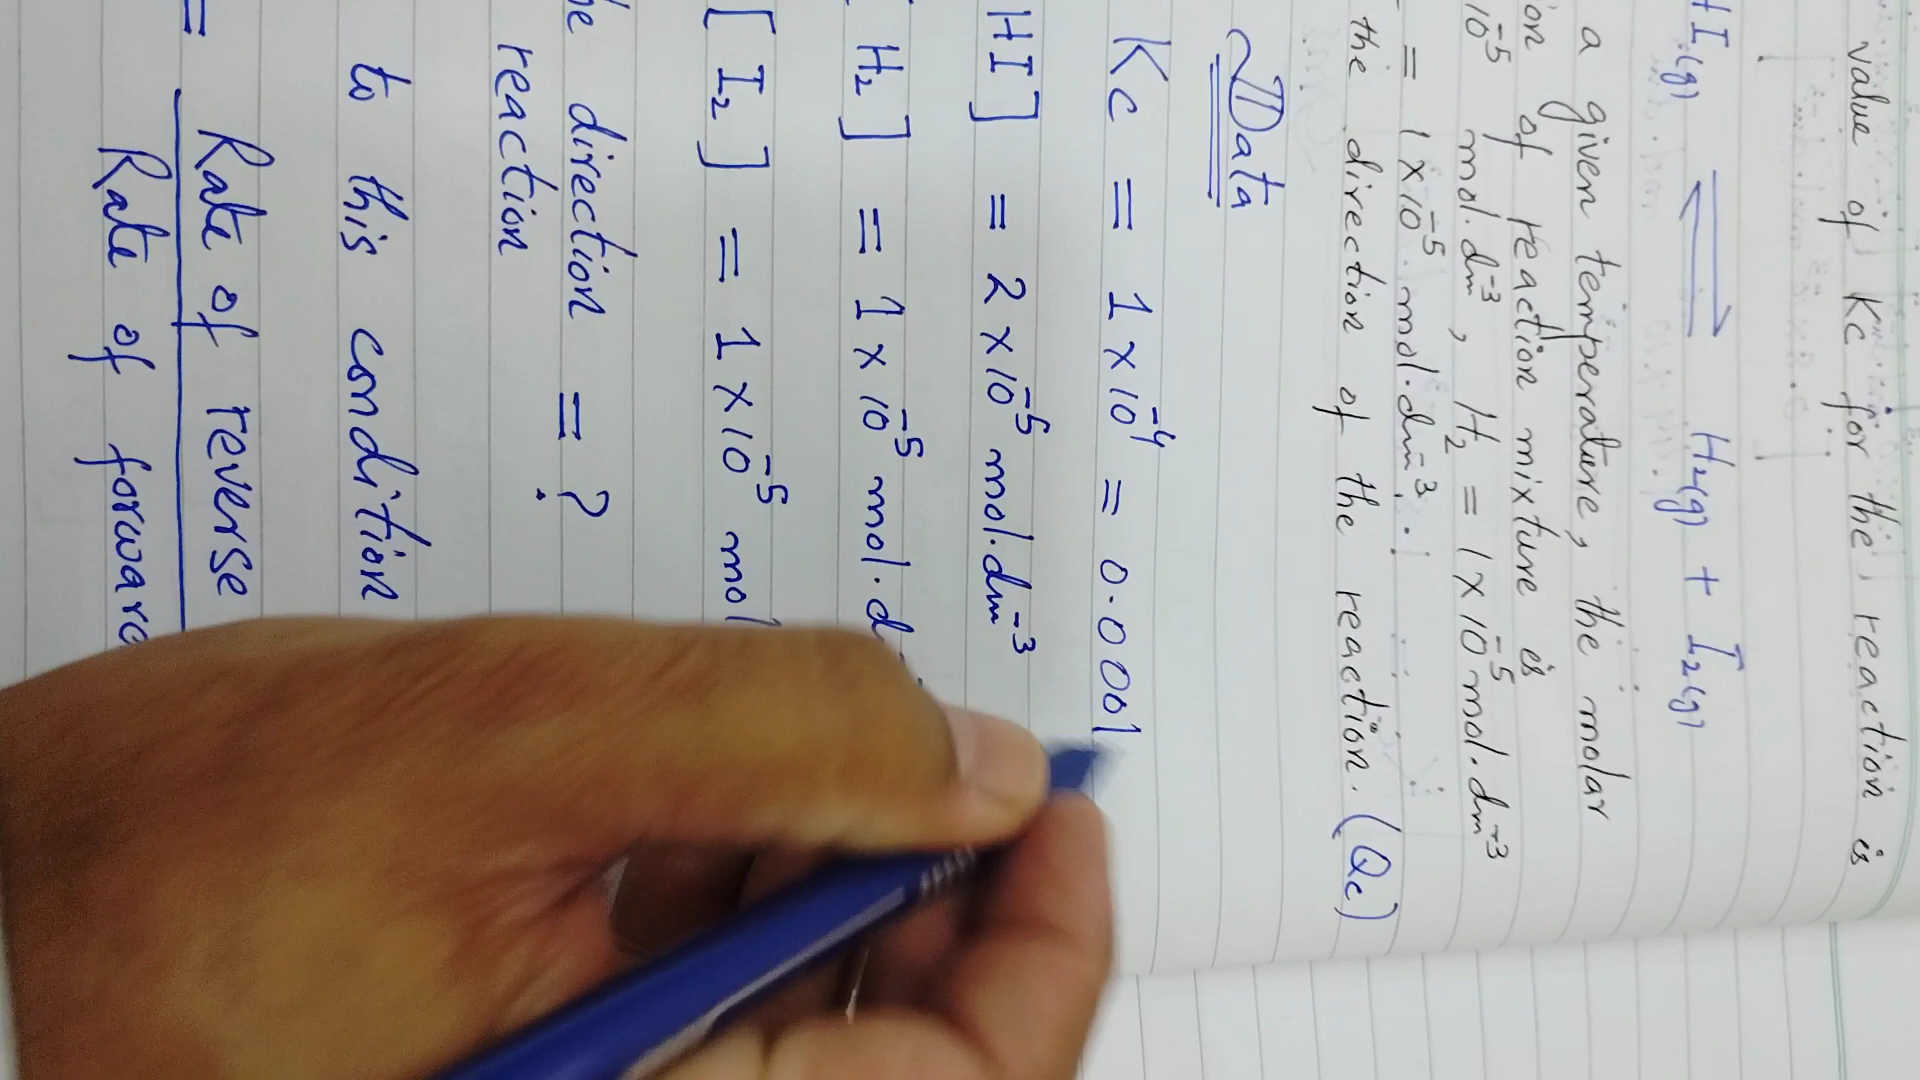 value of Kc for the reaction is
HI(g) ⇌ H₂(g) + I₂(g)
a given temperature, the molar
ion of reaction mixture is
10⁻⁵ mol.dm⁻³, H₂ = 1×10⁻⁵ mol.dm⁻³
= 1×10⁻⁵ mol.dm⁻³.
the direction of the reaction. (Qc)
Data
Kc = 1×10⁻⁴ = 0.0001
HI] = 2×10⁻⁵ mol.dm⁻³
H₂] = 1×10⁻⁵ mol.d
[I₂] = 1×10⁻⁵ mol
he direction = ?
reaction
to this condition
= Rate of reverse
Rate of forward